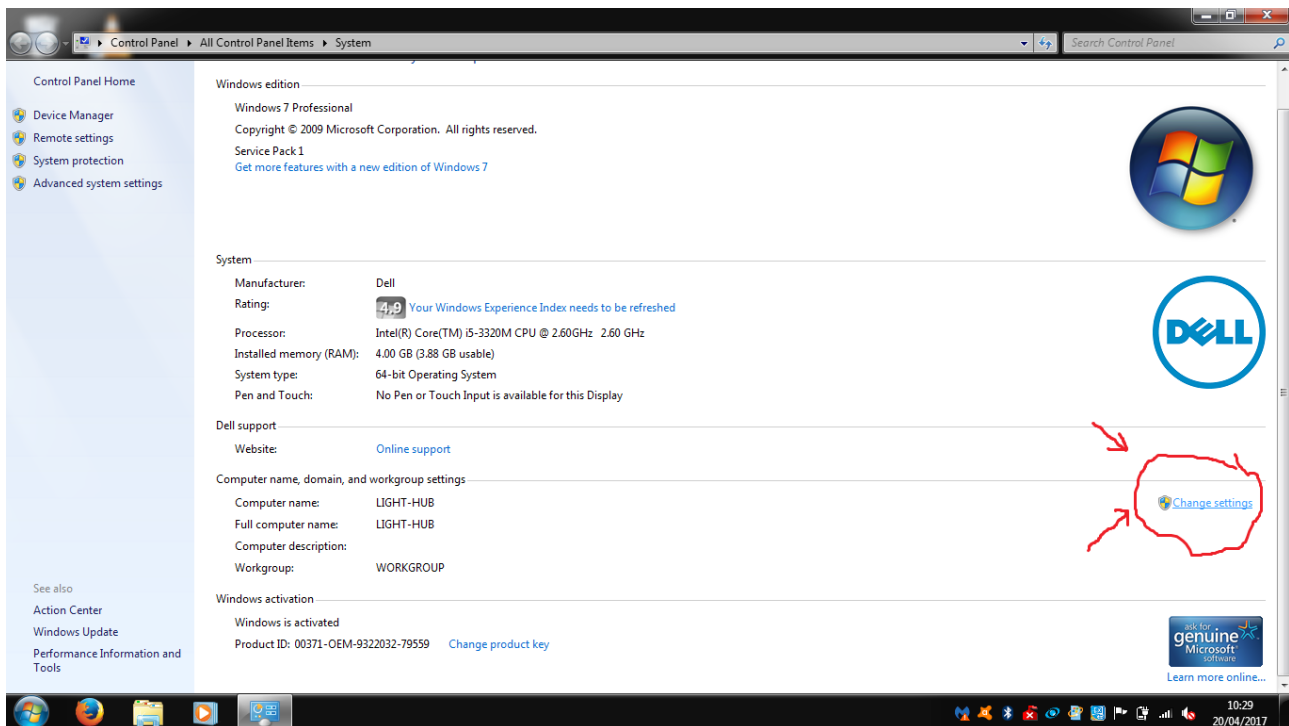 Control Panel ▸ All Control Panel Items ▸ System
Search Control Panel
Control Panel Home
Device Manager
Remote settings
System protection
Advanced system settings
Windows edition
Windows 7 Professional
Copyright © 2009 Microsoft Corporation.  All rights reserved.
Service Pack 1
Get more features with a new edition of Windows 7
System
Manufacturer: Dell
Rating: 4,9 Your Windows Experience Index needs to be refreshed
Processor: Intel(R) Core(TM) i5-3320M CPU @ 2.60GHz 2.60 GHz
Installed memory (RAM): 4.00 GB (3.88 GB usable)
System type: 64-bit Operating System
Pen and Touch: No Pen or Touch Input is available for this Display
DELL
Dell support
Website: Online support
Computer name, domain, and workgroup settings
Computer name: LIGHT-HUB
Change settings
Full computer name: LIGHT-HUB
Computer description:
Workgroup: WORKGROUP
Windows activation
Windows is activated
Product ID: 00371-OEM-9322032-79559 Change product key
ask for
genuine
Microsoft
software
Learn more online...
See also
Action Center
Windows Update
Performance Information and
Tools
10:29
20/04/2017